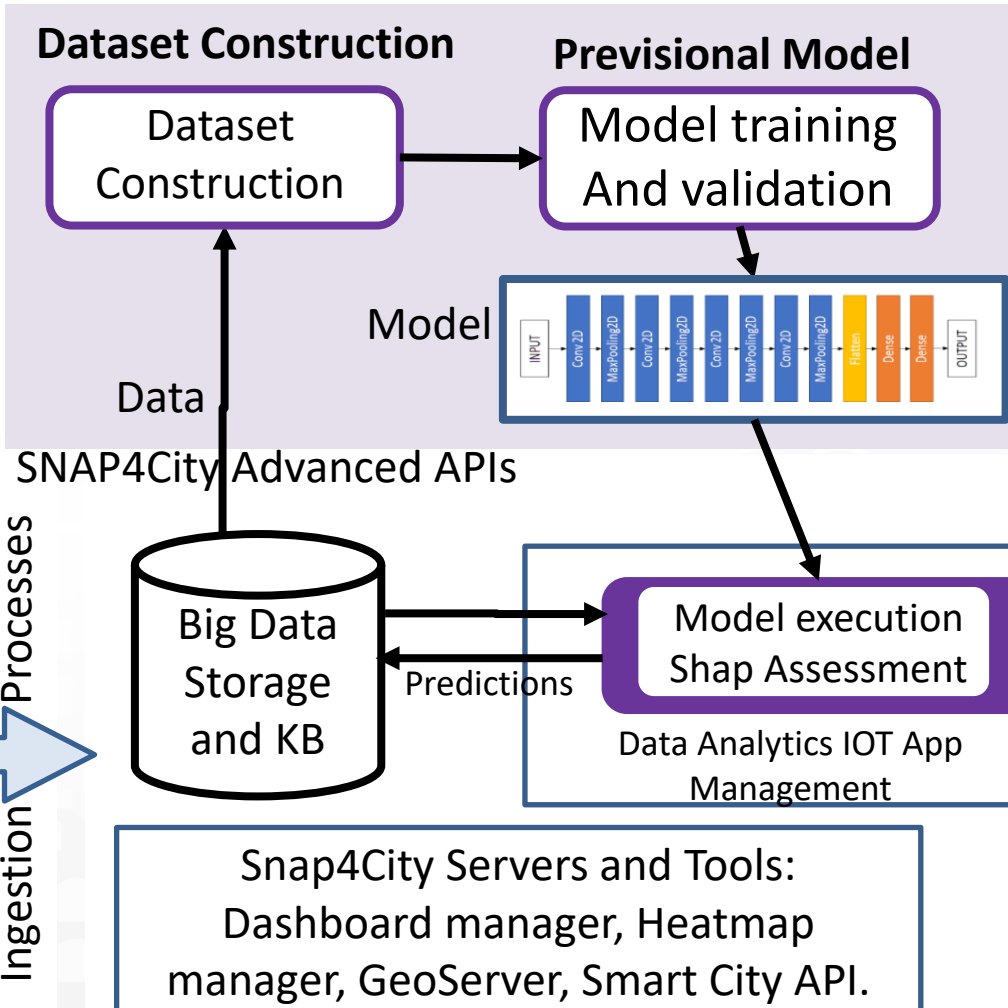 Dataset Construction
Previsional Model
Dataset
Construction
Model training
And validation
Model
INPUT
Conv 2D
MaxPooling2D
Conv 2D
MaxPooling2D
Conv 2D
MaxPooling2D
Conv 2D
MaxPooling2D
Flatten
Dense
Dense
OUTPUT
Data
SNAP4City Advanced APIs
Ingestion Processes
Big Data
Storage
and KB
Predictions
Model execution
Shap Assessment
Data Analytics IOT App
Management
Snap4City Servers and Tools:
Dashboard manager, Heatmap
manager, GeoServer, Smart City API.